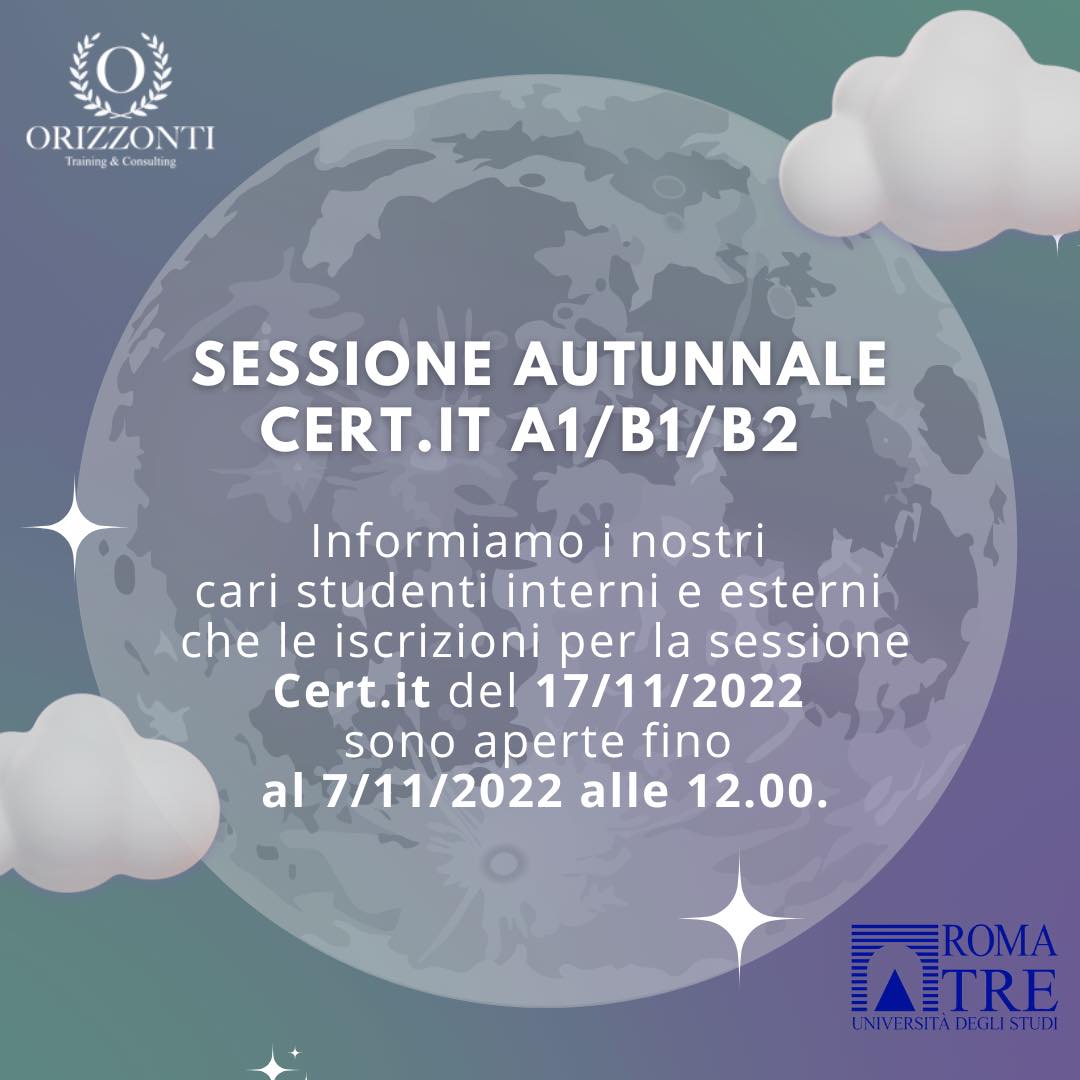 ORIZZONTI
Training & Consulting
SESSIONE AUTUNNALE
CERT.IT A1/B1/B2
Informiamo i nostri
cari studenti interni e esterni
che le iscrizioni per la sessione
Cert.it del 17/11/2022
sono aperte fino
al 7/11/2022 alle 12.00.
ROMA
TRE
UNIVERSITÀ DEGLI STUDI